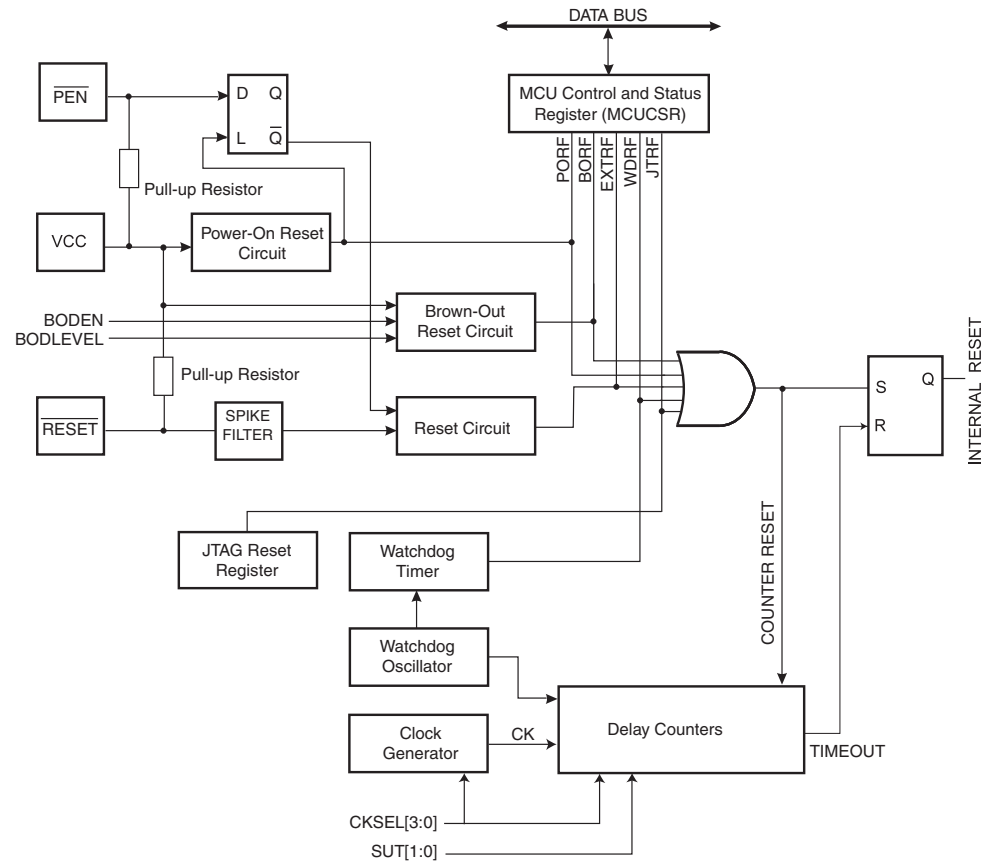 DATA BUS
PEN
D Q
L Q
MCU Control and Status
Register (MCUCSR)
PORF
BORF
EXTRF
WDRF
JTRF
Pull-up Resistor
VCC
Power-On Reset
Circuit
BODEN
BODLEVEL
Brown-Out
Reset Circuit
Pull-up Resistor
RESET
SPIKE
FILTER
Reset Circuit
S Q
R
INTERNAL RESET
JTAG Reset
Register
Watchdog
Timer
COUNTER RESET
Watchdog
Oscillator
Clock
Generator
CK
Delay Counters
TIMEOUT
CKSEL[3:0]
SUT[1:0]